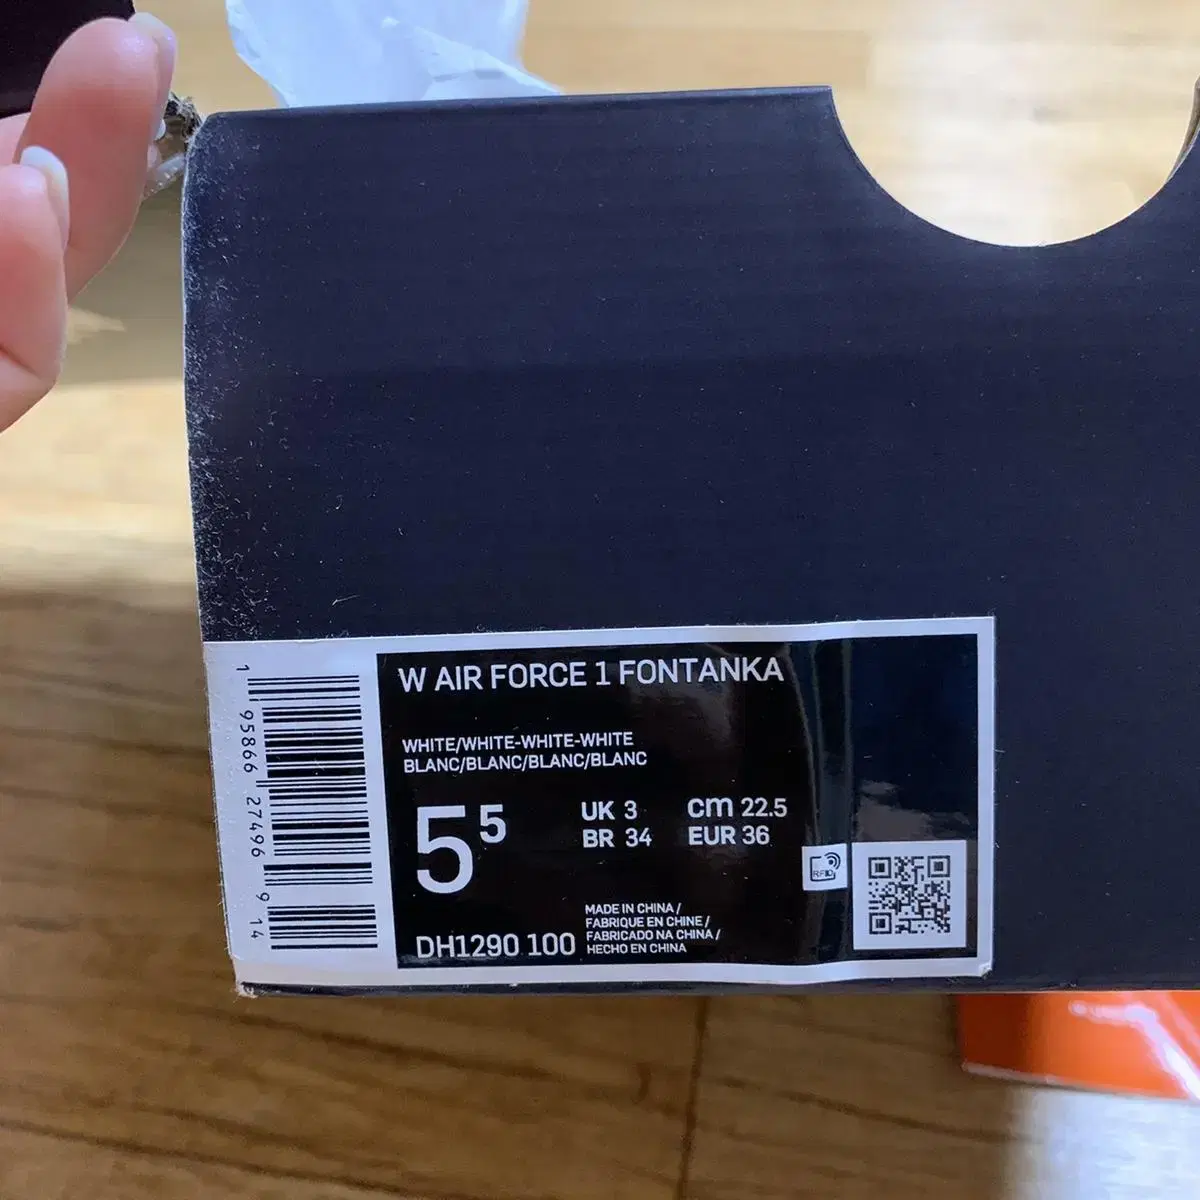 W AIR FORCE 1 FONTANKA
WHITE/WHITE-WHITE-WHITE
BLANC/BLANC/BLANC/BLANC
5⁵
UK 3 cm 22.5
BR 34 EUR 36
MADE IN CHINA /
FABRIQUE EN CHINE /
FABRICADO NA CHINA /
HECHO EN CHINA
DH1290 100
RFID
1 95866 27496 9 14